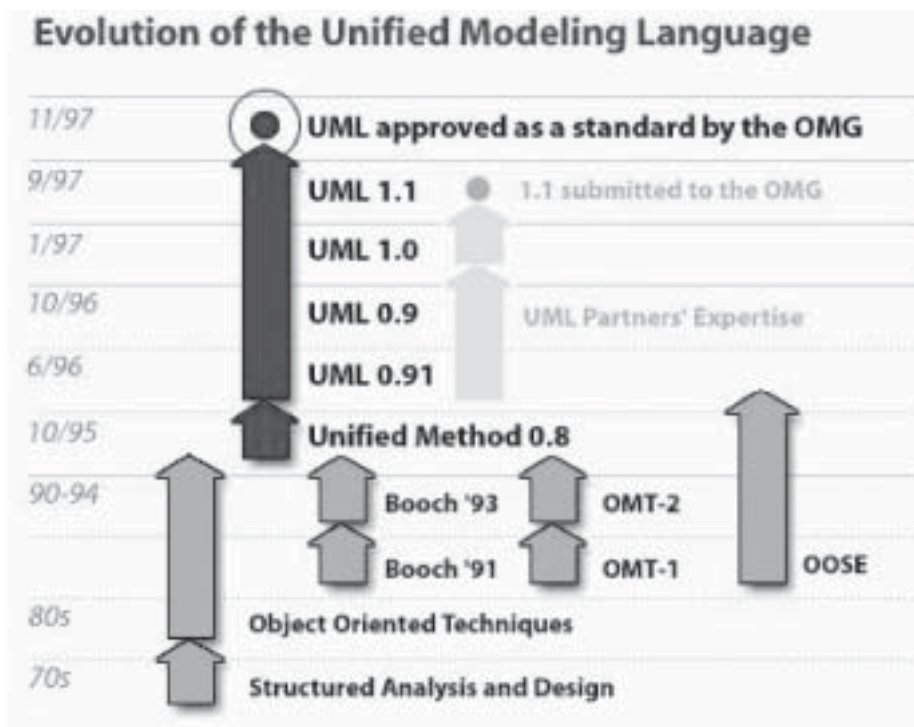 Evolution of the Unified Modeling Language
11/97
UML approved as a standard by the OMG
9/97
UML 1.1
1.1 submitted to the OMG
1/97
UML 1.0
10/96
UML 0.9
UML Partners' Expertise
6/96
UML 0.91
10/95
Unified Method 0.8
90-94
Booch '93
OMT-2
Booch '91
OMT-1
OOSE
80s
Object Oriented Techniques
70s
Structured Analysis and Design